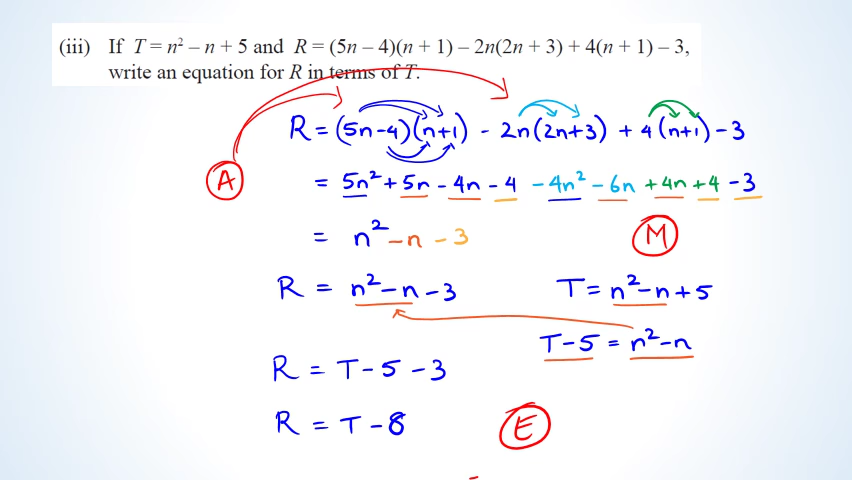 (iii) If T = n² – n + 5 and R = (5n – 4)(n + 1) – 2n(2n + 3) + 4(n + 1) – 3,
write an equation for R in terms of T.
R = (5n-4)(n+1) - 2n(2n+3) + 4(n+1) - 3
A
= 5n² + 5n - 4n - 4 - 4n² - 6n + 4n + 4 - 3
= n² - n - 3
M
R = n² - n - 3
T = n² - n + 5
T - 5 = n² - n
R = T - 5 - 3
R = T - 8
E